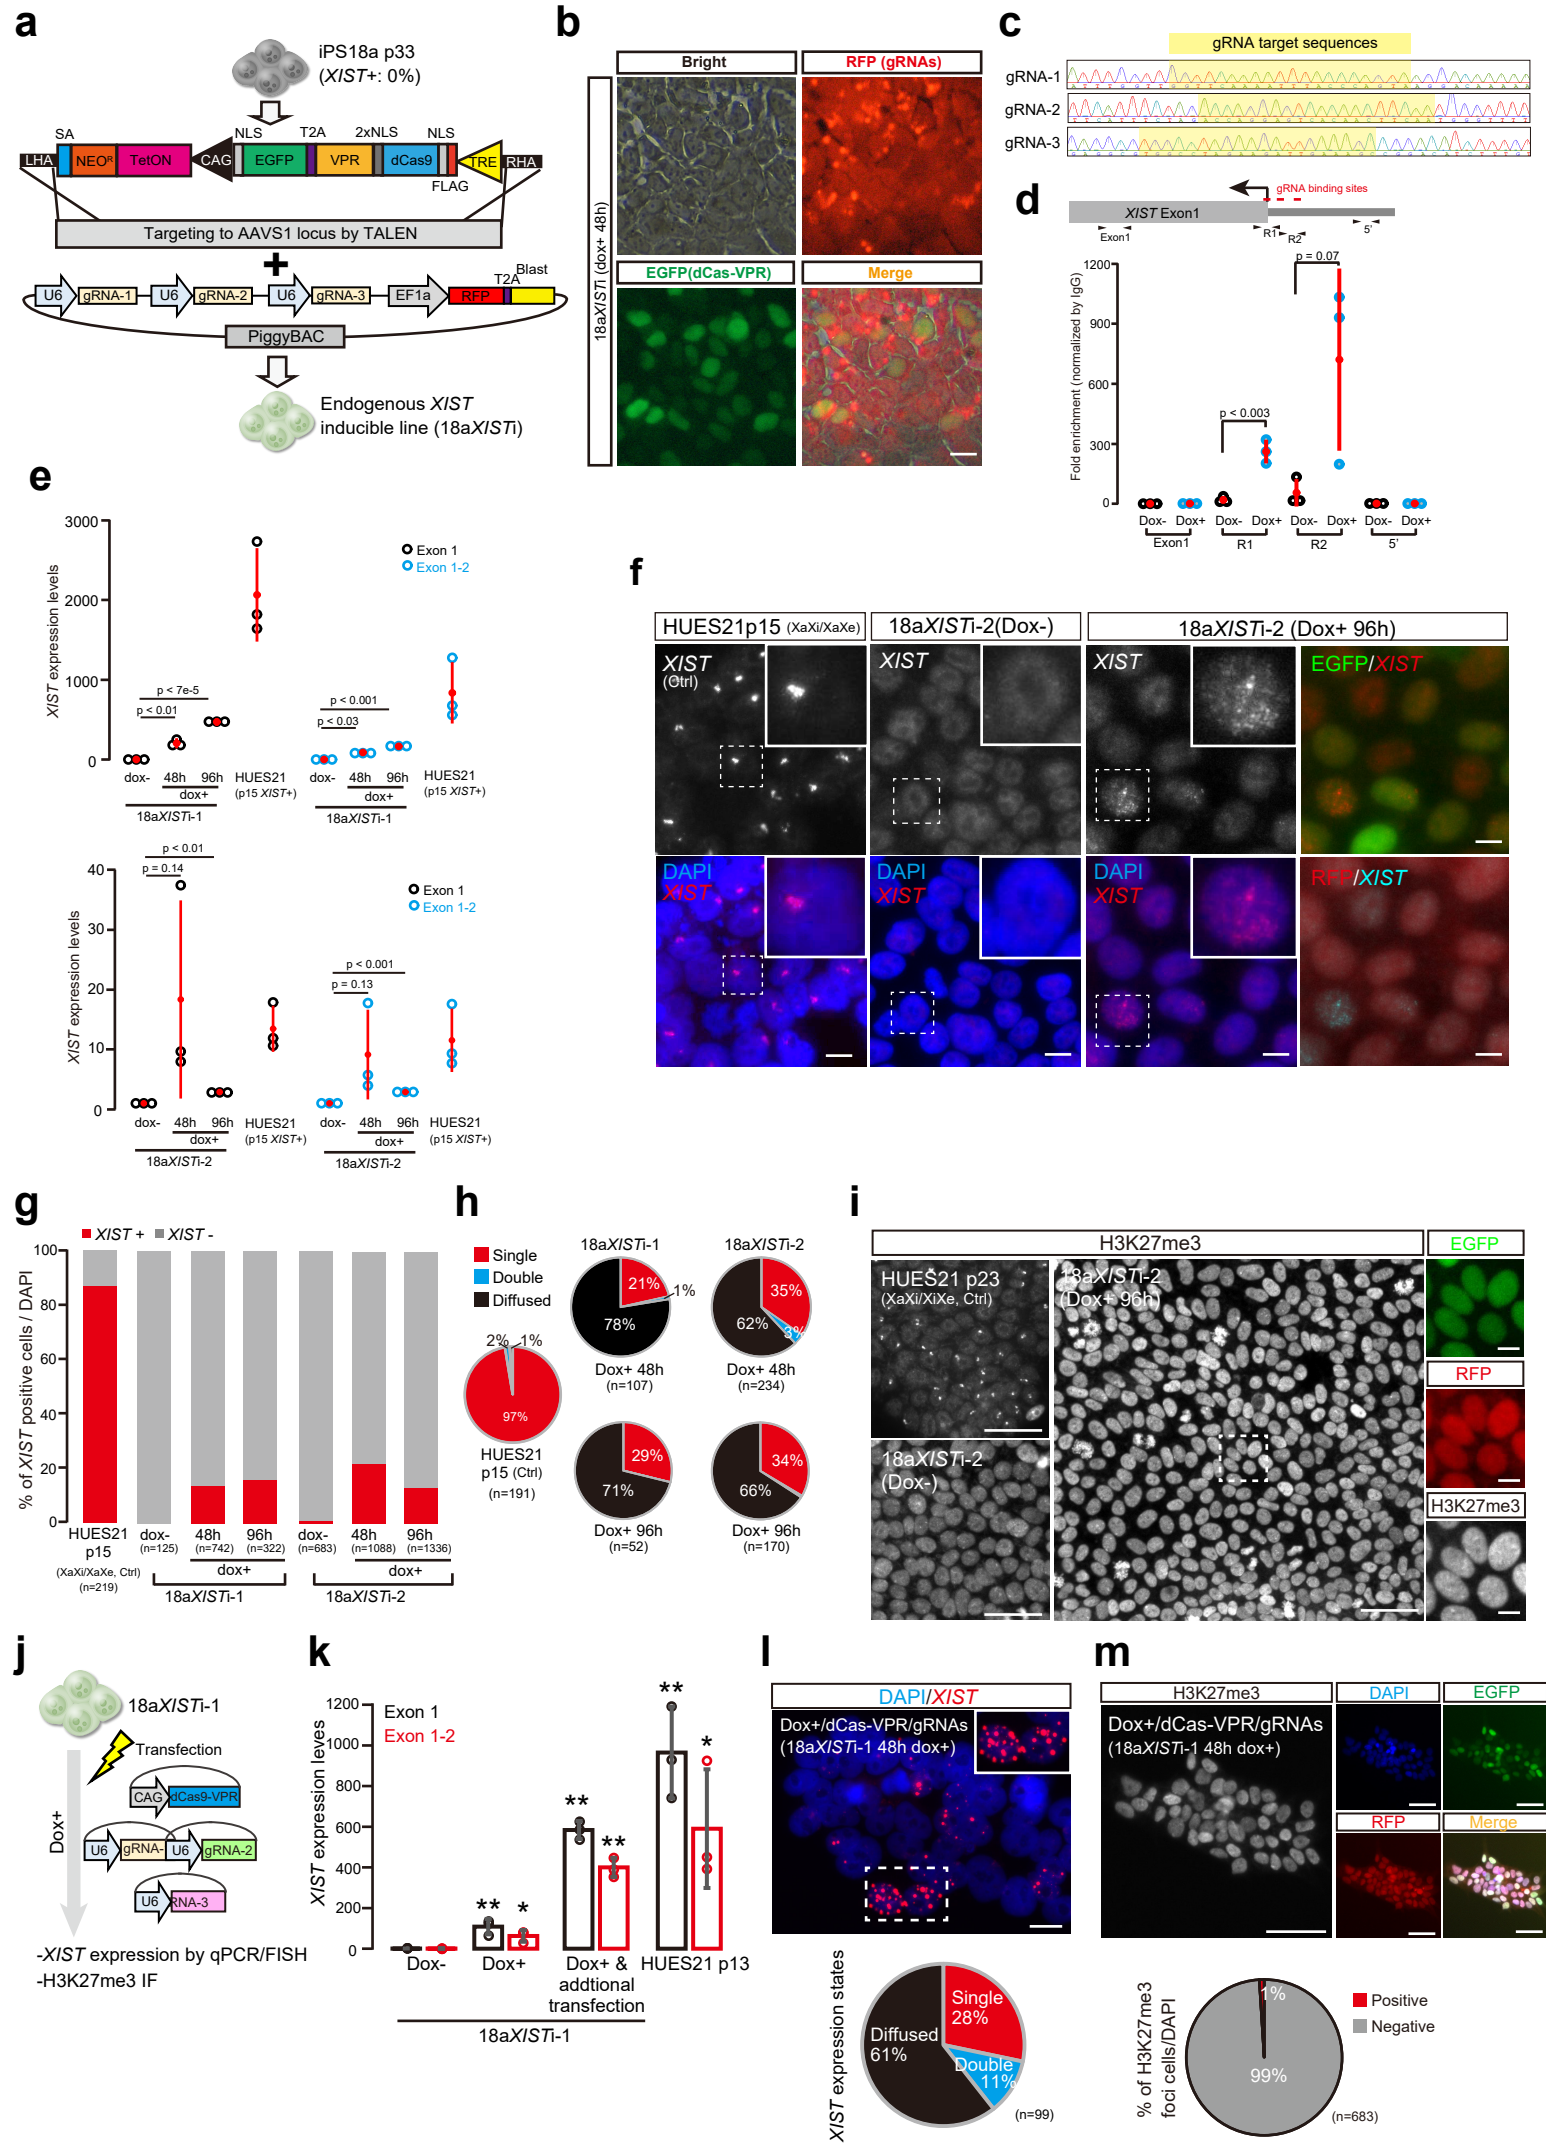 a
iPS18a p33
(XIST+: 0%)
SA
NLS
T2A
2xNLS
NLS
LHA
NEOR
TetON
CAG
EGFP
VPR
dCas9
TRE
RHA
FLAG
Targeting to AAVS1 locus by TALEN
+
Blast
T2A
U6
gRNA-1
U6
gRNA-2
U6
gRNA-3
EF1a
RFP
PiggyBAC
Endogenous XIST
inducible line (18aXISTi)
b
18aXISTi (dox+ 48h)
Bright
RFP (gRNAs)
EGFP(dCas-VPR)
Merge
c
gRNA target sequences
gRNA-1
gRNA-2
gRNA-3
d
gRNA binding sites
XIST Exon1
Exon1
R1
R2
5'
Fold enrichment (normalized by IgG)
1200
900
600
300
0
p < 0.003
p = 0.07
Dox-
Dox+
Dox-
Dox+
Dox-
Dox+
Dox-
Dox+
Exon1
R1
R2
5'
e
XIST expression levels
3000
2000
1000
0
Exon 1
Exon 1-2
p < 7e-5
p < 0.01
p < 0.001
p < 0.03
dox-
48h
96h
dox+
18aXISTi-1
HUES21
(p15 XIST+)
dox-
48h
96h
dox+
18aXISTi-1
HUES21
(p15 XIST+)
XIST expression levels
40
30
20
10
0
Exon 1
Exon 1-2
p < 0.01
p = 0.14
p < 0.001
p = 0.13
dox-
48h
96h
dox+
18aXISTi-2
HUES21
(p15 XIST+)
dox-
48h
96h
dox+
18aXISTi-2
HUES21
(p15 XIST+)
f
HUES21p15 (XaXi/XaXe)
18aXISTi-2(Dox-)
18aXISTi-2 (Dox+ 96h)
XIST
(Ctrl)
XIST
XIST
EGFP/XIST
DAPI
XIST
DAPI
XIST
DAPI
XIST
RFP/XIST
g
XIST +
XIST -
% of XIST positive cells / DAPI
100
80
60
40
20
0
HUES21
p15
(XaXi/XaXe, Ctrl)
(n=219)
dox-
(n=125)
48h
(n=742)
96h
(n=322)
dox+
18aXISTi-1
dox-
(n=683)
48h
(n=1088)
96h
(n=1336)
dox+
18aXISTi-2
h
Single
Double
Diffused
2%
1%
97%
HUES21
p15 (Ctrl)
(n=191)
18aXISTi-1
21%
1%
78%
Dox+ 48h
(n=107)
18aXISTi-2
35%
3%
62%
Dox+ 48h
(n=234)
29%
71%
Dox+ 96h
(n=52)
34%
66%
Dox+ 96h
(n=170)
i
H3K27me3
EGFP
HUES21 p23
(XaXi/XiXe, Ctrl)
18aXISTi-2
(Dox+ 96h)
18aXISTi-2
(Dox-)
RFP
H3K27me3
j
18aXISTi-1
Transfection
Dox+
CAG
dCas9-VPR
U6
gRNA-
U6
gRNA-2
U6
RNA-3
-XIST expression by qPCR/FISH
-H3K27me3 IF
k
XIST expression levels
1200
1000
800
600
400
200
0
Exon 1
Exon 1-2
**
*
**
**
**
*
Dox-
Dox+
Dox+ &
addtional
transfection
HUES21 p13
18aXISTi-1
l
DAPI/XIST
Dox+/dCas-VPR/gRNAs
(18aXISTi-1 48h dox+)
XIST expression states
Single
28%
Diffused
61%
Double
11%
(n=99)
m
H3K27me3
DAPI
EGFP
Dox+/dCas-VPR/gRNAs
(18aXISTi-1 48h dox+)
RFP
Merge
% of H3K27me3
foci cells/DAPI
1%
99%
Positive
Negative
(n=683)